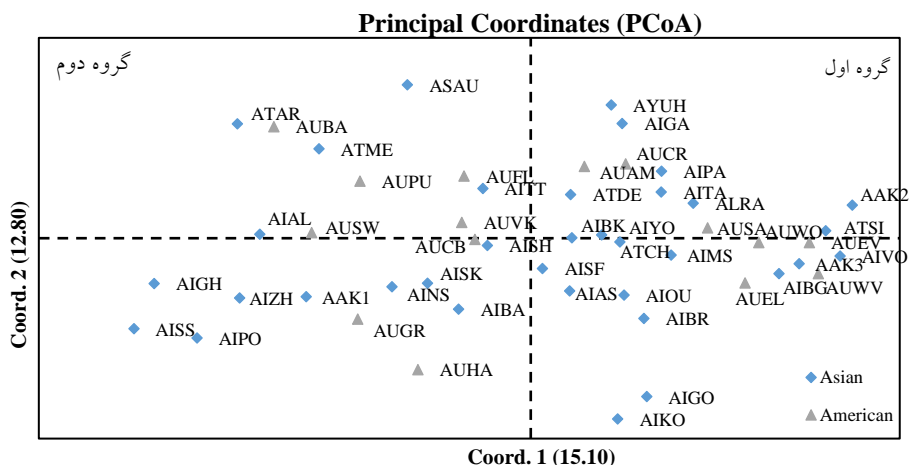 Principal Coordinates (PCoA)
گروه دوم
گروه اول
ASAU
AYUH
ATAR
AIGA
AUBA
ATME
AUCR
AUAM
AIPA
AUPU
AUFL
AITT
ATDE
AITA
ALRA
AAK2
AIAL
AUSW
AUVK
AIBK
AIYO
AUSA
AUWO
ATSI
AUCB
AISH
ATCH
AIMS
AUEV
AIVO
AIGH
AISK
AISF
AAK3
AIZH
AAK1
AINS
AIBA
AIAS
AIOU
AUEL
AIBG
AUWV
AISS
AIPO
AUGR
AIBR
AUHA
Asian
AIGO
AIKO
American
Coord. 2 (12.80)
Coord. 1 (15.10)